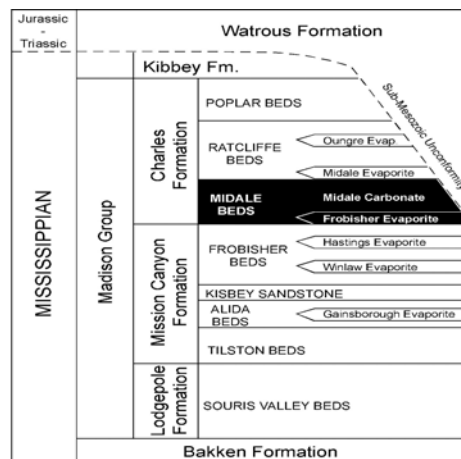 Jurassic
-
Triassic
Watrous Formation
Kibbey Fm.
Sub-Mesozoic Unconformity
MISSISSIPPIAN
Madison Group
Charles
Formation
POPLAR BEDS
RATCLIFFE
BEDS
Oungre Evap.
Midale Evaporite
MIDALE
BEDS
Midale Carbonate
Frobisher Evaporite
Mission Canyon
Formation
FROBISHER
BEDS
Hastings Evaporite
Winlaw Evaporite
KISBEY SANDSTONE
ALIDA
BEDS
Gainsborough Evaporite
TILSTON BEDS
Lodgepole
Formation
SOURIS VALLEY BEDS
Bakken Formation